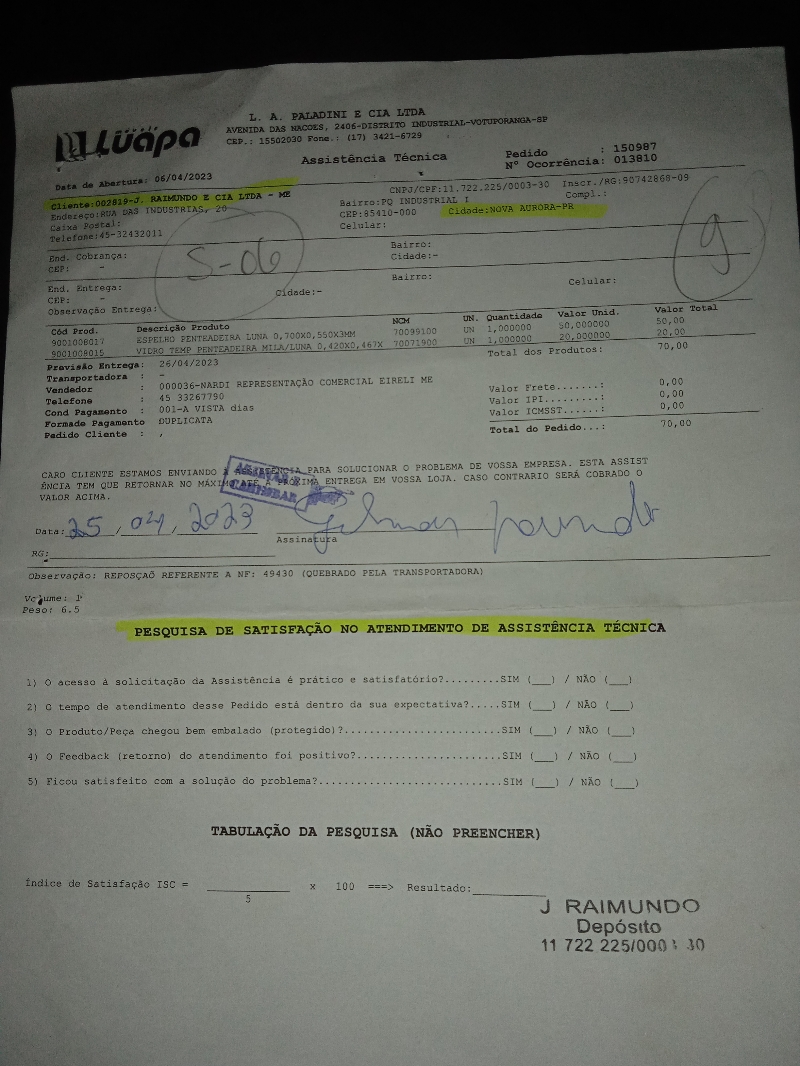 Lüapa
L. A. PALADINI E CIA LTDA
AVENIDA DAS NACOES, 2406-DISTRITO INDUSTRIAL-VOTUPORANGA-SP
CEP.: 15502030 Fone.: (17) 3421-6729
Assistência Técnica
Pedido : 150987
Nº Ocorrência: 013810
Data de Abertura: 06/04/2023
CNPJ/CPF:11.722.225/0003-30 Inscr./RG:90742868-09
Cliente:002819-J. RAIMUNDO E CIA LTDA - ME
Bairro:PQ INDUSTRIAL I Compl.:
Endereço:RUA DAS INDUSTRIAS, 20
CEP:85410-000 Cidade:NOVA AURORA-PR
Caixa Postal:
Celular:
Telefone:45-32432011
End. Cobrança: Bairro:
CEP: - Cidade:-
S-06
9
End. Entrega: Bairro:
CEP: - Cidade:- Celular:
Observação Entrega:
Cód Prod. Descrição Produto NCM UN. Quantidade Valor Unid. Valor Total
9001008017 ESPELHO PENTEADEIRA LUNA 0,700X0,550X3MM 70099100 UN 1,000000 50,000000 50,00
9001008015 VIDRO TEMP PENTEADEIRA MILA/LUNA 0,420X0,467X 70071900 UN 1,000000 20,000000 20,00
Total dos Produtos: 70,00
Previsão Entrega: 26/04/2023
Transportadora : -
Vendedor : 000036-NARDI REPRESENTAÇÃO COMERCIAL EIRELI ME
Telefone : 45 33267790
Cond Pagamento : 001-A VISTA dias
Formade Pagamento DUPLICATA
Pedido Cliente : ,
Valor Frete.......: 0,00
Valor IPI.........: 0,00
Valor ICMSST......: 0,00
Total do Pedido...: 70,00
CARO CLIENTE ESTAMOS ENVIANDO A ASSISTÊNCIA PARA SOLUCIONAR O PROBLEMA DE VOSSA EMPRESA. ESTA ASSIST
ÊNCIA TEM QUE RETORNAR NO MÁXIMO ATÉ A PRÓXIMA ENTREGA EM VOSSA LOJA. CASO CONTRARIO SERÁ COBRADO O
VALOR ACIMA.
Data: 25 / 04 / 2023
Assinatura
RG:
Observação: REPOSÇAÕ REFERENTE A NF: 49430 (QUEBRADO PELA TRANSPORTADORA)
Volume: 1
Peso: 6.5
PESQUISA DE SATISFAÇÃO NO ATENDIMENTO DE ASSISTÊNCIA TÉCNICA
1) O acesso à solicitação da Assistência é prático e satisfatório?.........SIM (___) / NÃO (___)
2) O tempo de atendimento desse Pedido está dentro da sua expectativa?.....SIM (___) / NÃO (___)
3) O Produto/Peça chegou bem embalado (protegido)?.........................SIM (___) / NÃO (___)
4) O Feedback (retorno) do atendimento foi positivo?.......................SIM (___) / NÃO (___)
5) Ficou satisfeito com a solução do problema?.............................SIM (___) / NÃO (___)
TABULAÇÃO DA PESQUISA (NÃO PREENCHER)
Índice de Satisfação ISC = __________ x 100 ===> Resultado:_________
5
J RAIMUNDO
Depósito
11 722 225/000 30